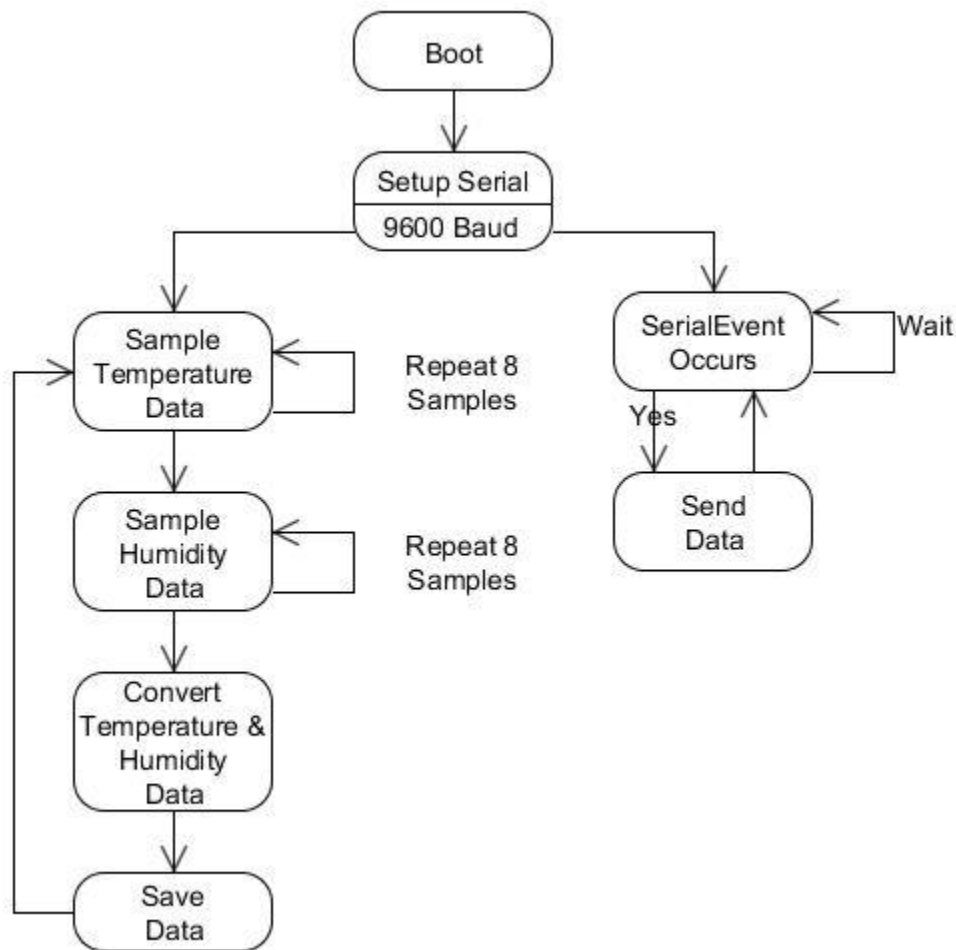 Boot
Setup Serial
9600 Baud
Sample
Temperature
Data
Repeat 8
Samples
SerialEvent
Occurs
Wait
Yes
Send
Data
Sample
Humidity
Data
Repeat 8
Samples
Convert
Temperature &
Humidity
Data
Save
Data